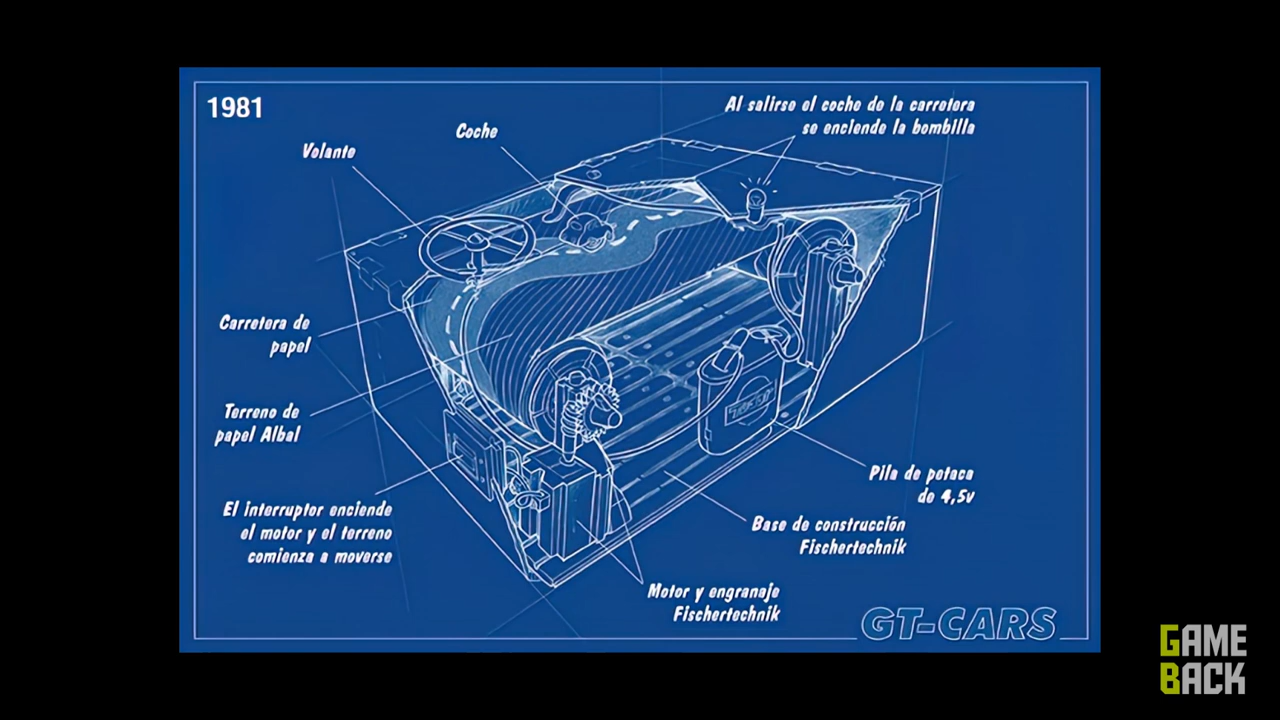 1981
Al salirse el coche de la carretera
se enciende la bombilla
Coche
Volante
Carretera de
papel
Terreno de
papel Albal
El interruptor enciende
el motor y el terreno
comienza a moverse
Pila de petaca
de 4,5v
Base de construcción
Fischertechnik
Motor y engranaje
Fischertechnik
GT-CARS
GAME
BACK